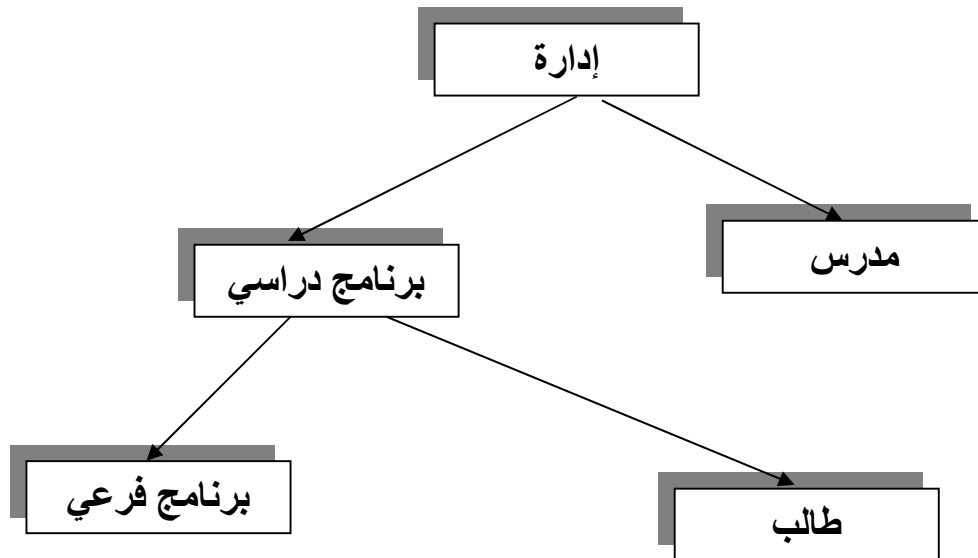 إدارة
مدرس
برنامج دراسي
برنامج فرعي
طالب